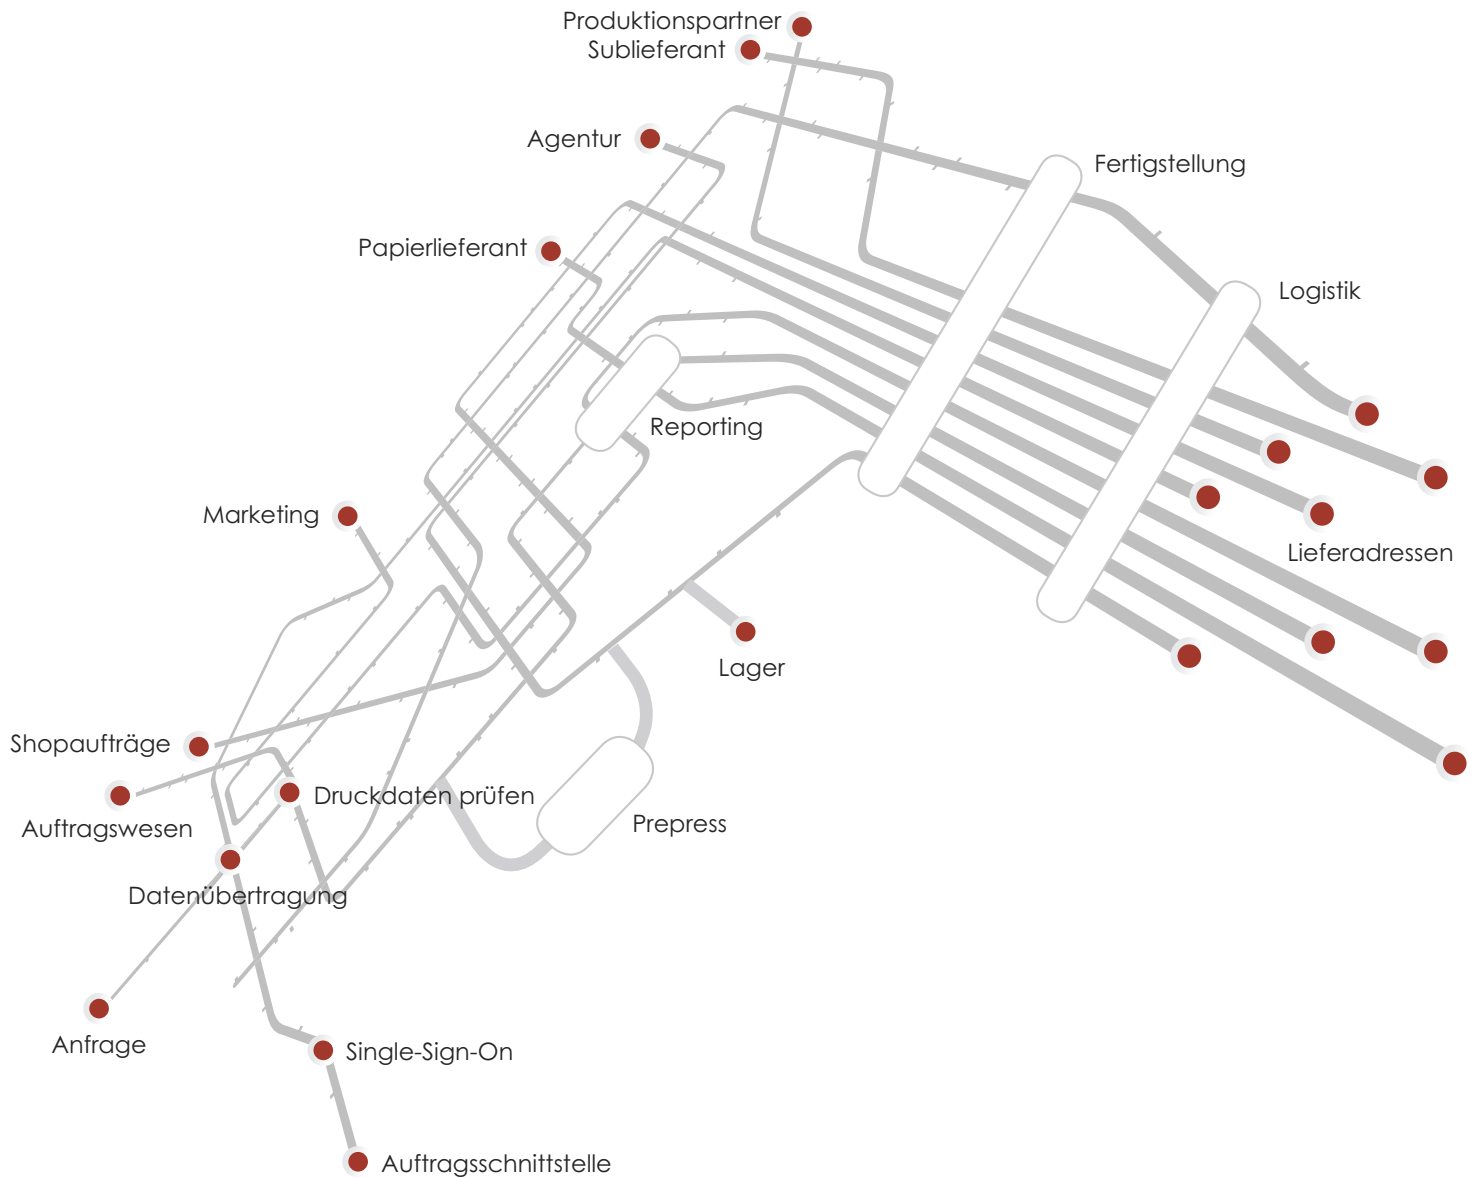 Produktionspartner
Sublieferant
Agentur
Fertigstellung
Papierlieferant
Logistik
Reporting
Marketing
Lieferadressen
Lager
Shopaufträge
Druckdaten prüfen
Auftragswesen
Prepress
Datenübertragung
Anfrage
Single-Sign-On
Auftragsschnittstelle